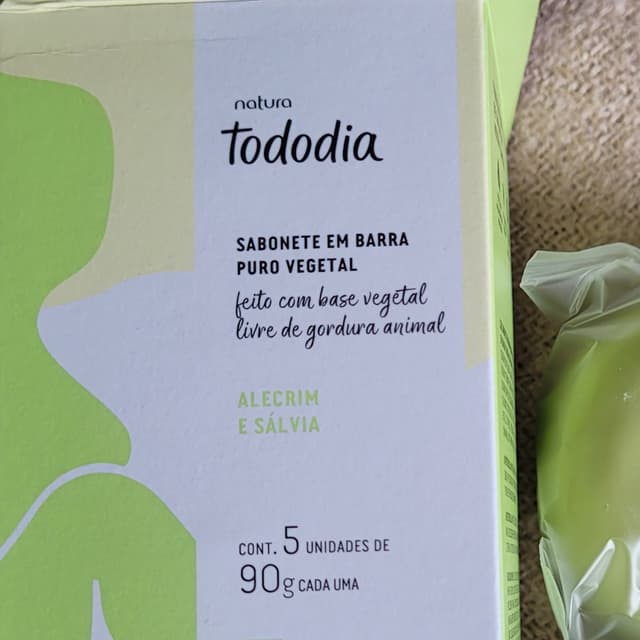 natura
Tododia
SABONETE EM BARRA
PURO VEGETAL
feito com base vegetal
livre de gordura animal
ALECRIM
E SÁLVIA
CONT. 5 UNIDADES DE
90g CADA UMA